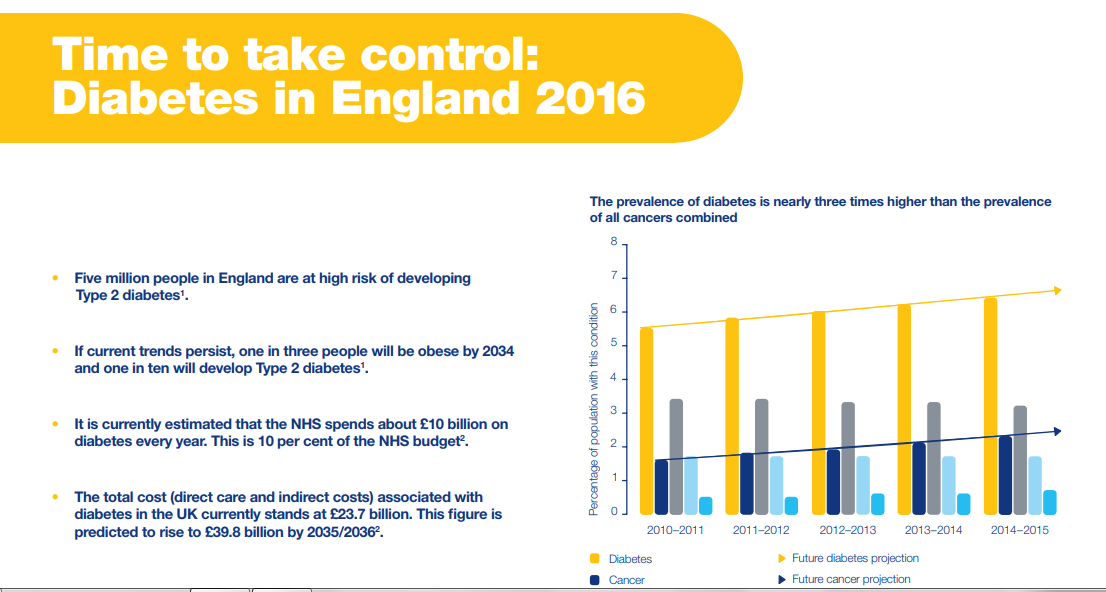 Time to take control:
Diabetes in England 2016
• Five million people in England are at high risk of developing
Type 2 diabetes¹.
• If current trends persist, one in three people will be obese by 2034
and one in ten will develop Type 2 diabetes¹.
• It is currently estimated that the NHS spends about £10 billion on
diabetes every year. This is 10 per cent of the NHS budget².
• The total cost (direct care and indirect costs) associated with
diabetes in the UK currently stands at £23.7 billion. This figure is
predicted to rise to £39.8 billion by 2035/2036².
The prevalence of diabetes is nearly three times higher than the prevalence
of all cancers combined
Percentage of population with this condition
8
7
6
5
4
3
2
1
0
2010–2011 2011–2012 2012–2013 2013–2014 2014–2015
Diabetes Future diabetes projection
Cancer Future cancer projection